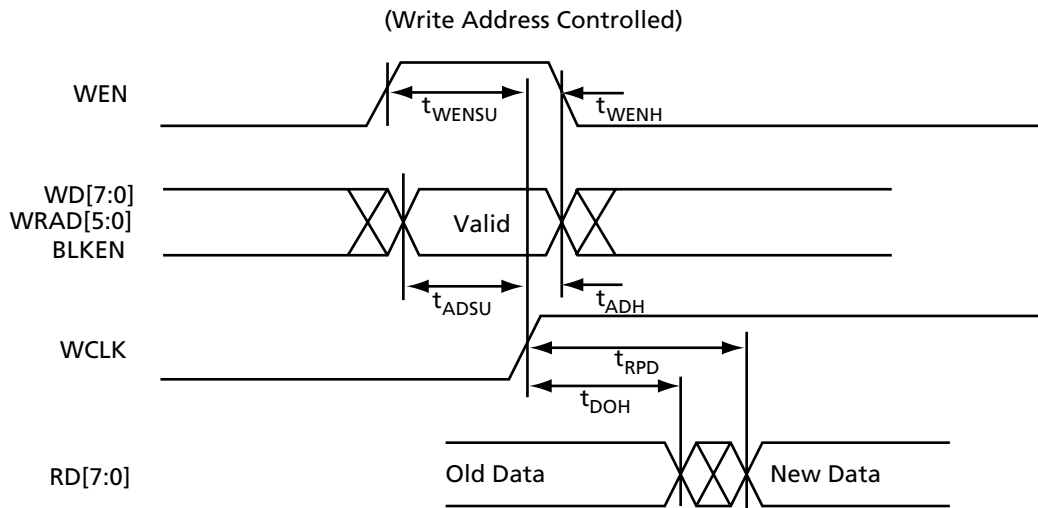 (Write Address Controlled)
WEN
tWENSU
tWENH
WD[7:0]
WRAD[5:0]
BLKEN
Valid
tADSU
tADH
WCLK
tRPD
tDOH
RD[7:0]
Old Data
New Data